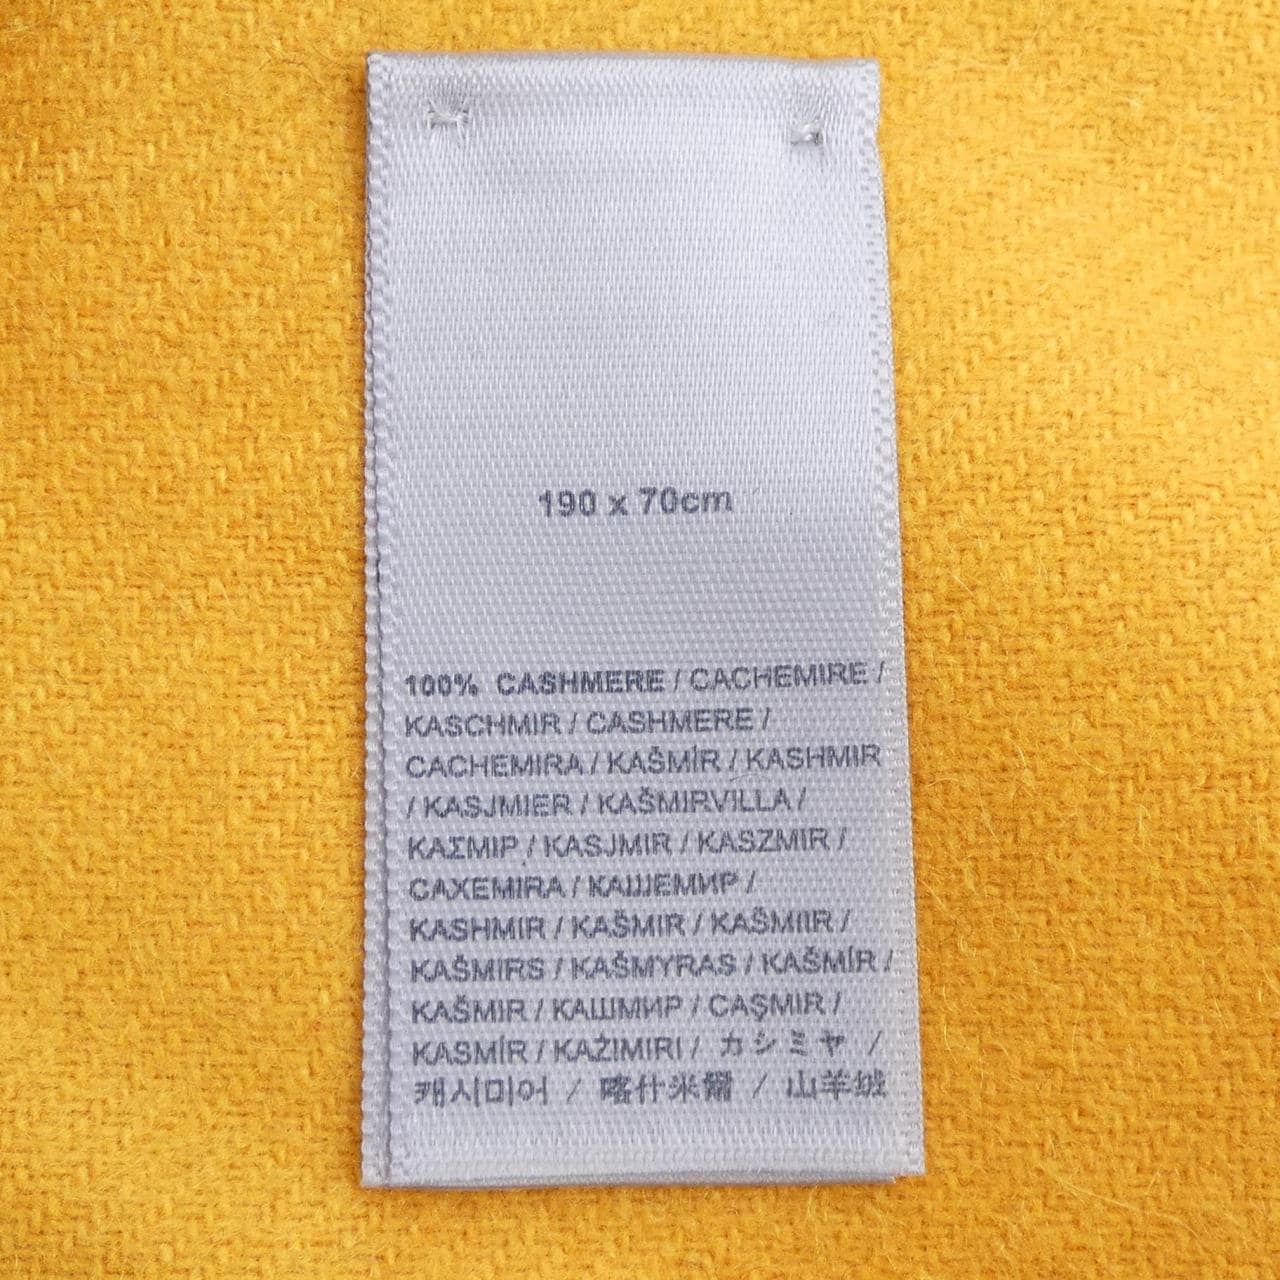 190 x 70cm
100% CASHMERE / CACHEMIRE /
KASCHMIR / CASHMERE /
CACHEMIRA / KAŠMÍR / KASHMIR
/ KASJMIER / KAŠMIRVILLA /
ΚΑΣΜΙΡ / KASJMIR / KASZMIR /
CAXEMIRA / КАШЕМИР /
KASHMIR / KAŠMIR / KAŠMIIR /
KAŠMIRS / KAŠMYRAS / KAŠMÍR /
KAŠMIR / КАШМИР / CAŞMIR /
KASMÍR / KAŻIMIRI / カシミヤ /
캐시미어 / 喀什米爾 / 山羊绒